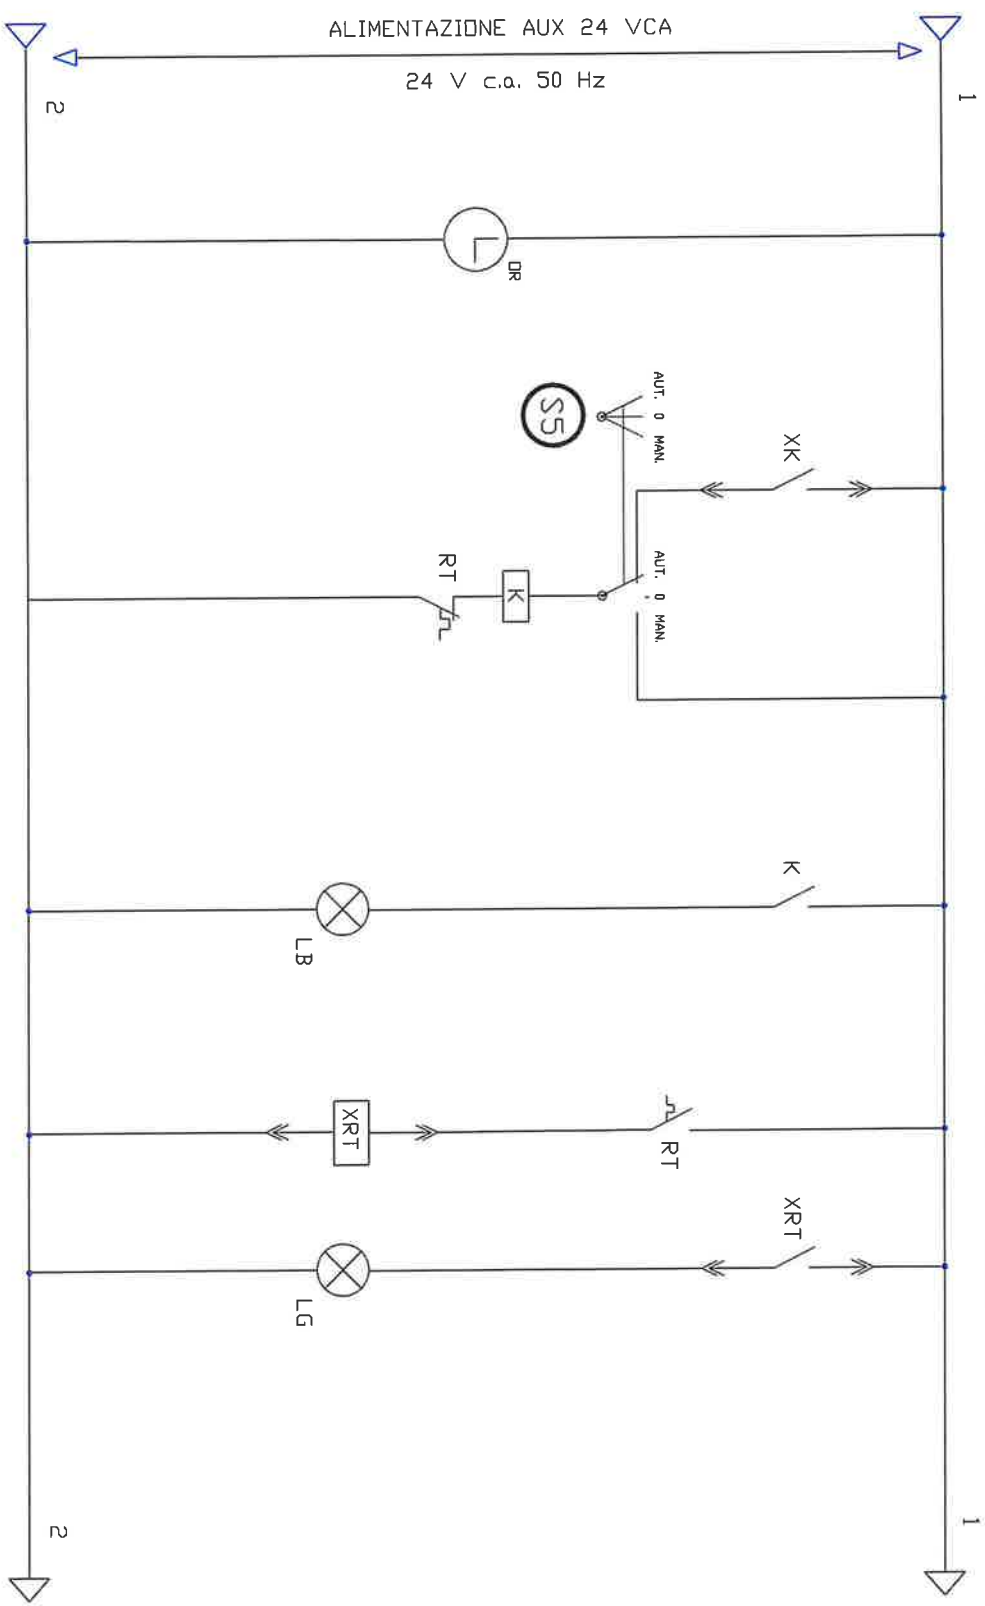 ALIMENTAZIONE AUX 24 VCA
24 V c.a. 50 Hz
2
1
OR
AUT. 0 MAN.
S5
XK
AUT. 0 MAN.
RT
K
K
LB
XRT
RT
XRT
LG
2
1